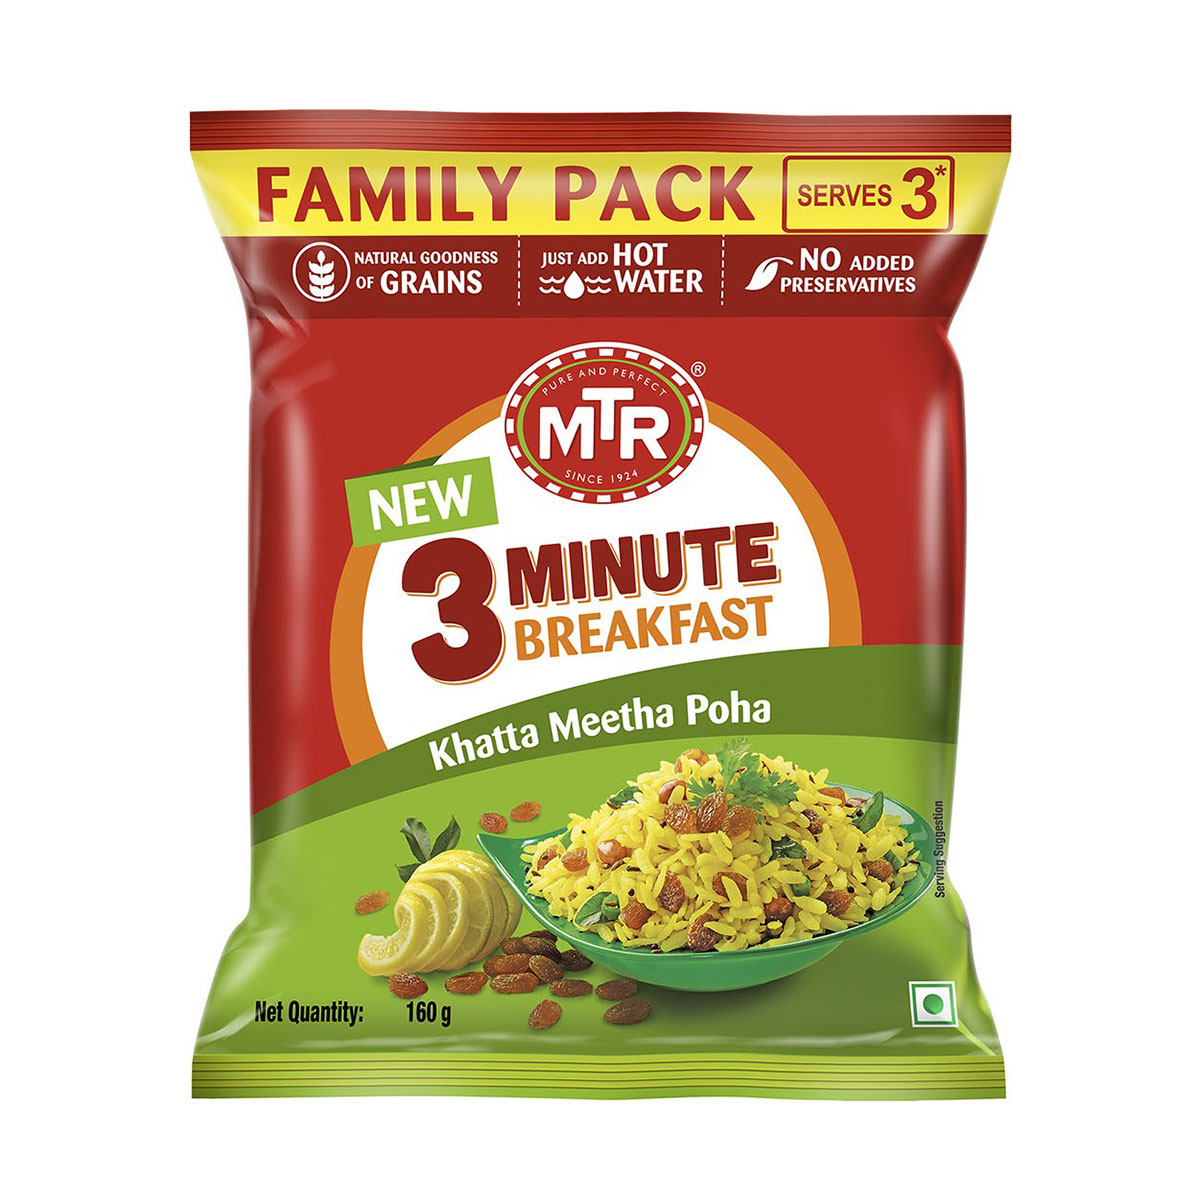 FAMILY PACK
SERVES 3*
NATURAL GOODNESS
OF GRAINS
JUST ADD HOT
WATER
NO ADDED
PRESERVATIVES
PURE AND PERFECT
MTR
®
SINCE 1924
NEW
3 MINUTE
BREAKFAST
Khatta Meetha Poha
Serving Suggestion
Net Quantity: 160 g